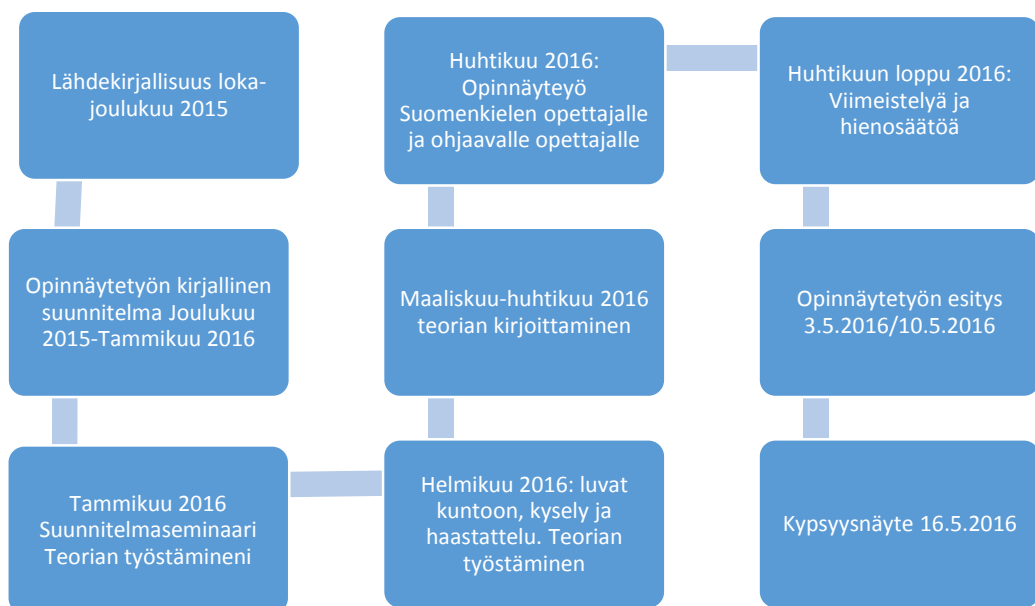 Lähdekirjallisuus loka-
joulukuu 2015
Opinnäytetyön kirjallinen
suunnitelma Joulukuu
2015-Tammikuu 2016
Tammikuu 2016
Suunnitelmaseminaari
Teorian työstämineni
Helmikuu 2016: luvat
kuntoon, kysely ja
haastattelu. Teorian
työstäminen
Maaliskuu-huhtikuu 2016
teorian kirjoittaminen
Huhtikuu 2016:
Opinnäyteyö
Suomenkielen opettajalle
ja ohjaavalle opettajalle
Huhtikuun loppu 2016:
Viimeistelyä ja
hienosäätöä
Opinnäytetyön esitys
3.5.2016/10.5.2016
Kypsyysnäyte 16.5.2016